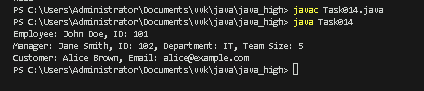 PS C:\Users\Administrator\Documents\vvk\java\java_high> javac Task014.java
PS C:\Users\Administrator\Documents\vvk\java\java_high> java Task014
Employee: John Doe, ID: 101
Manager: Jane Smith, ID: 102, Department: IT, Team Size: 5
Customer: Alice Brown, Email: alice@example.com
PS C:\Users\Administrator\Documents\vvk\java\java_high>